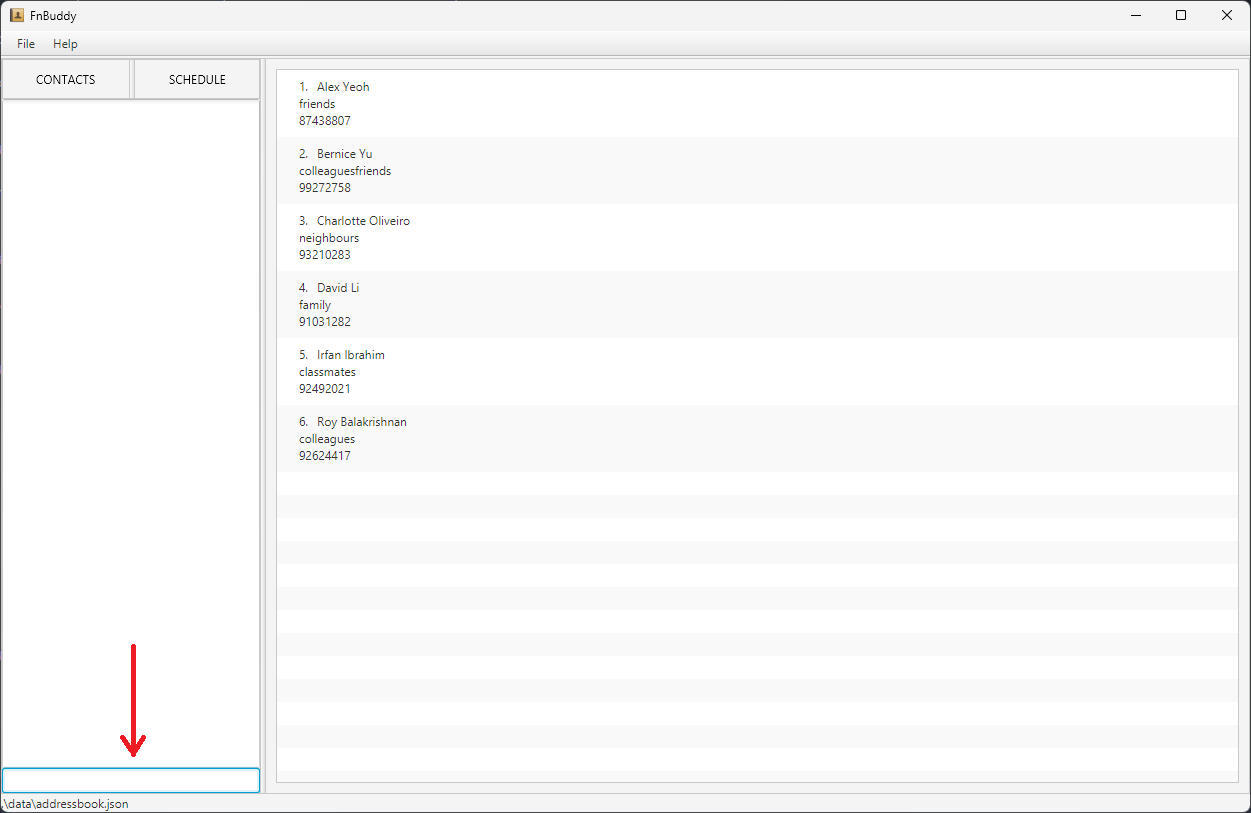 FnBuddy
File Help
CONTACTS SCHEDULE
1. Alex Yeoh
friends
87438807
2. Bernice Yu
colleaguesfriends
99272758
3. Charlotte Oliveiro
neighbours
93210283
4. David Li
family
91031282
5. Irfan Ibrahim
classmates
92492021
6. Roy Balakrishnan
colleagues
92624417
.\data\addressbook.json